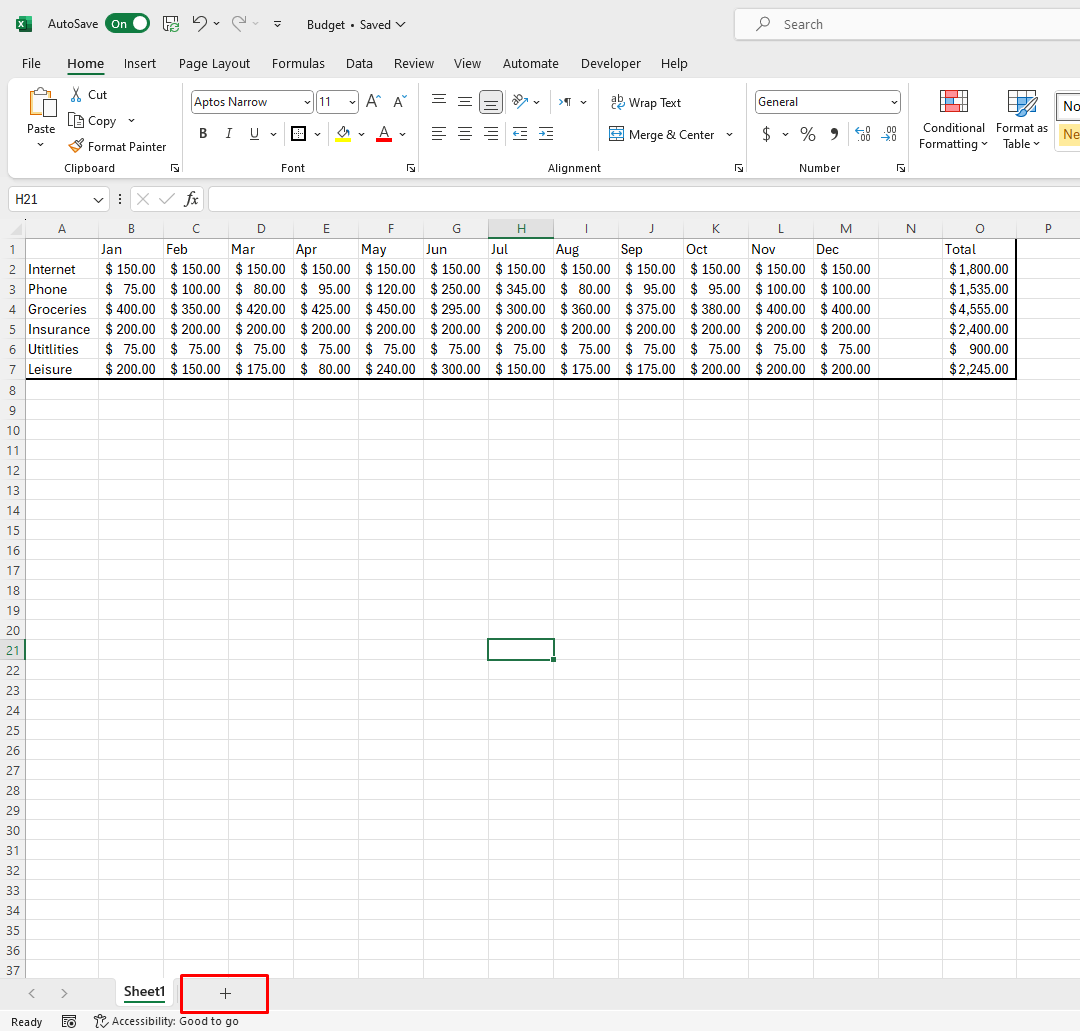 AutoSave On Budget • Saved Search
File Home Insert Page Layout Formulas Data Review View Automate Developer Help
Paste Cut Copy Format Painter Clipboard
Aptos Narrow 11 A A B I U A Font
ab c Wrap Text Merge & Center Alignment
General $ % 9 .00 .00 Number
Conditional Formatting Format as Table No Ne
H21 fx
A B C D E F G H I J K L M N O P
1 Jan Feb Mar Apr May Jun Jul Aug Sep Oct Nov Dec Total
2 Internet $ 150.00 $ 150.00 $ 150.00 $ 150.00 $ 150.00 $ 150.00 $ 150.00 $ 150.00 $ 150.00 $ 150.00 $ 150.00 $ 150.00 $ 1,800.00
3 Phone $ 75.00 $ 100.00 $ 80.00 $ 95.00 $ 120.00 $ 250.00 $ 345.00 $ 80.00 $ 95.00 $ 95.00 $ 100.00 $ 100.00 $ 1,535.00
4 Groceries $ 400.00 $ 350.00 $ 420.00 $ 425.00 $ 450.00 $ 295.00 $ 300.00 $ 360.00 $ 375.00 $ 380.00 $ 400.00 $ 400.00 $ 4,555.00
5 Insurance $ 200.00 $ 200.00 $ 200.00 $ 200.00 $ 200.00 $ 200.00 $ 200.00 $ 200.00 $ 200.00 $ 200.00 $ 200.00 $ 200.00 $ 2,400.00
6 Utitlities $ 75.00 $ 75.00 $ 75.00 $ 75.00 $ 75.00 $ 75.00 $ 75.00 $ 75.00 $ 75.00 $ 75.00 $ 75.00 $ 75.00 $ 900.00
7 Leisure $ 200.00 $ 150.00 $ 175.00 $ 80.00 $ 240.00 $ 300.00 $ 150.00 $ 175.00 $ 175.00 $ 200.00 $ 200.00 $ 200.00 $ 2,245.00
8
9
10
11
12
13
14
15
16
17
18
19
20
21
22
23
24
25
26
27
28
29
30
31
32
33
34
35
36
37
Sheet1 +
Ready Accessibility: Good to go